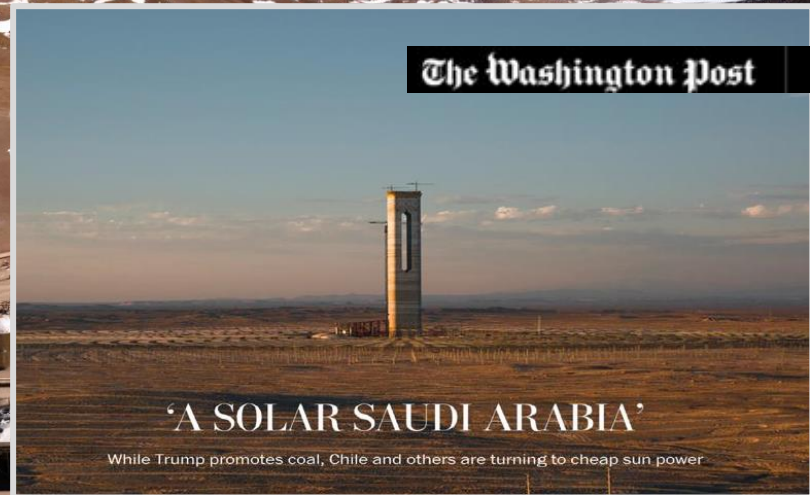 The Washington Post
‘A SOLAR SAUDI ARABIA’
While Trump promotes coal, Chile and others are turning to cheap sun power